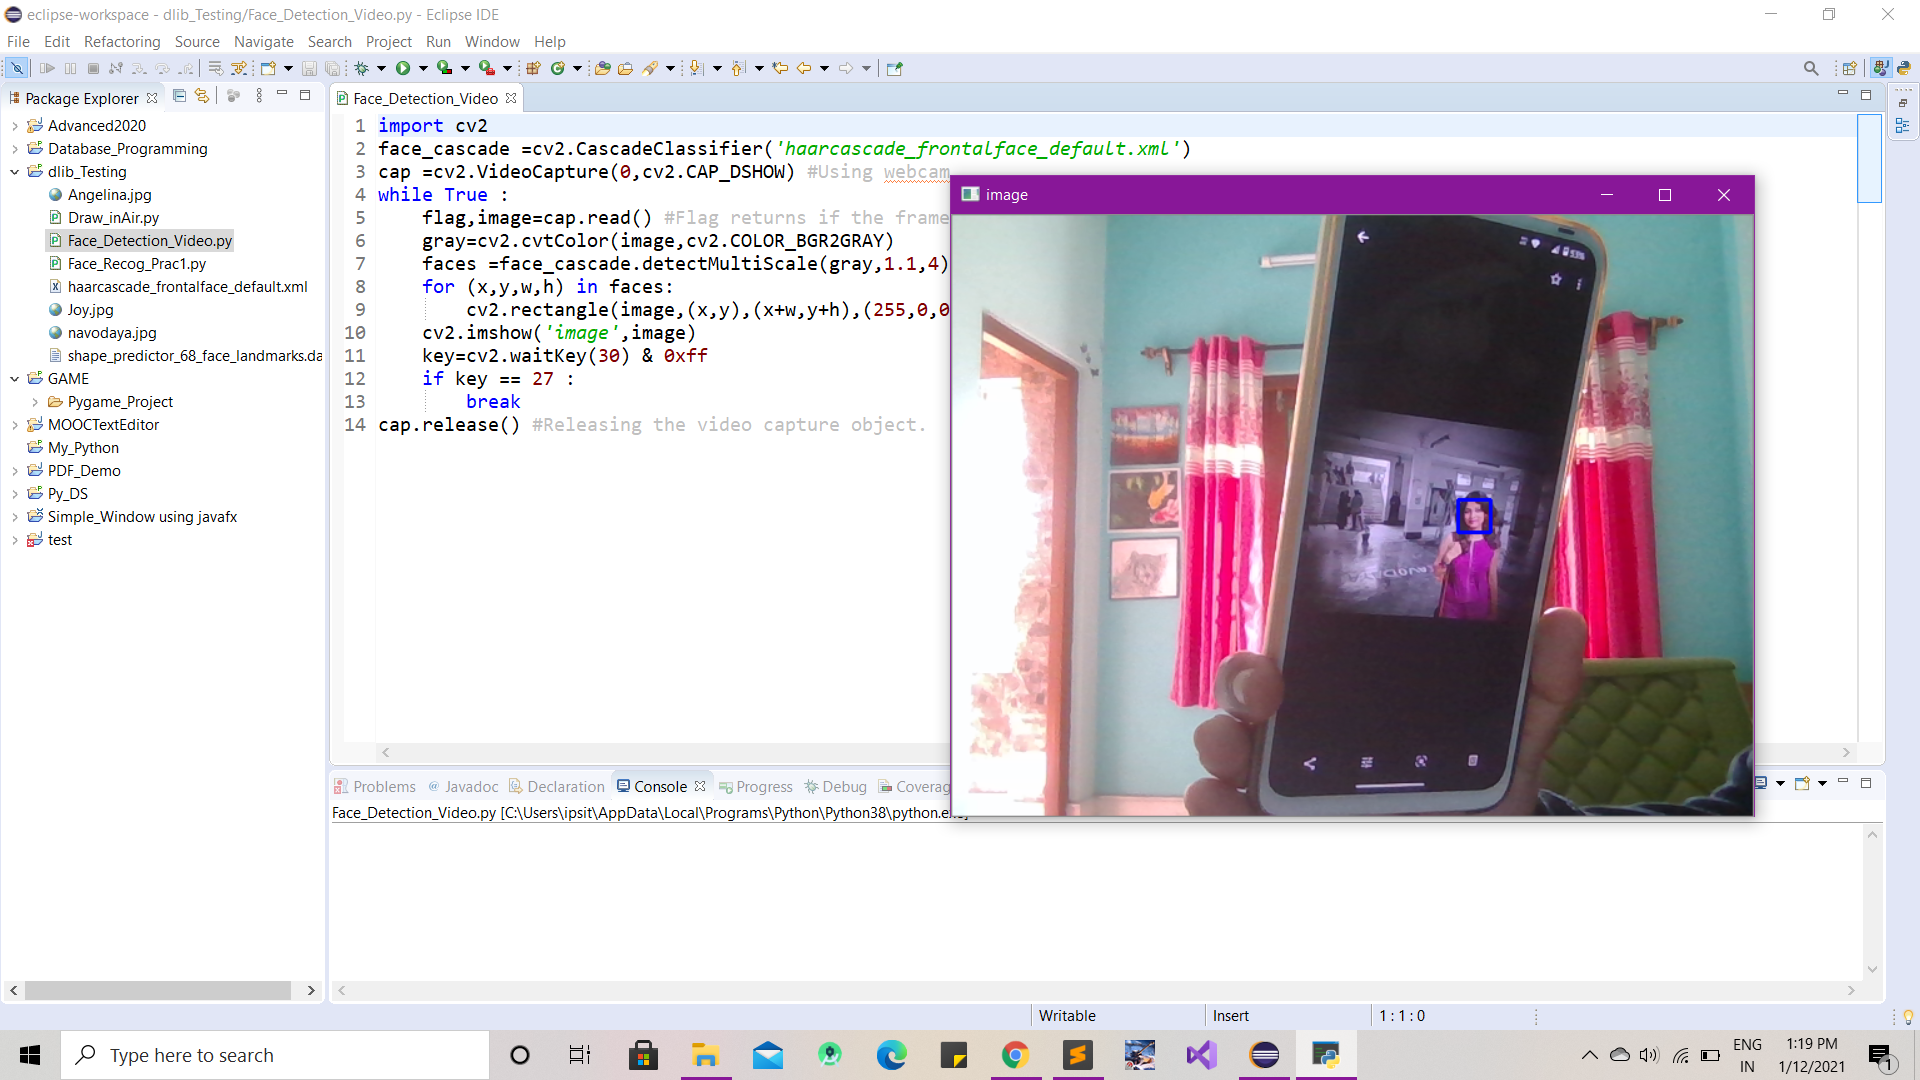 eclipse-workspace - dlib_Testing/Face_Detection_Video.py - Eclipse IDE
File Edit Refactoring Source Navigate Search Project Run Window Help
Package Explorer
Advanced2020
Database_Programming
dlib_Testing
Angelina.jpg
Draw_inAir.py
Face_Detection_Video.py
Face_Recog_Prac1.py
haarcascade_frontalface_default.xml
Joy.jpg
navodaya.jpg
shape_predictor_68_face_landmarks.da
GAME
Pygame_Project
MOOCTextEditor
My_Python
PDF_Demo
Py_DS
Simple_Window using javafx
test
Face_Detection_Video
1 import cv2
2 face_cascade =cv2.CascadeClassifier('haarcascade_frontalface_default.xml')
3 cap =cv2.VideoCapture(0,cv2.CAP_DSHOW) #Using webcam
4 while True :
5 flag,image=cap.read() #Flag returns if the frame
6 gray=cv2.cvtColor(image,cv2.COLOR_BGR2GRAY)
7 faces =face_cascade.detectMultiScale(gray,1.1,4)
8 for (x,y,w,h) in faces:
9 cv2.rectangle(image,(x,y),(x+w,y+h),(255,0,0
10 cv2.imshow('image',image)
11 key=cv2.waitKey(30) & 0xff
12 if key == 27 :
13 break
14 cap.release() #Releasing the video capture object.
image
Problems Javadoc Declaration Console Progress Debug Coverag
Face_Detection_Video.py [C:\Users\ipsit\AppData\Local\Programs\Python\Python38\python.exe]
Writable Insert 1 : 1 : 0
Type here to search
ENG
IN
1:19 PM
1/12/2021
1